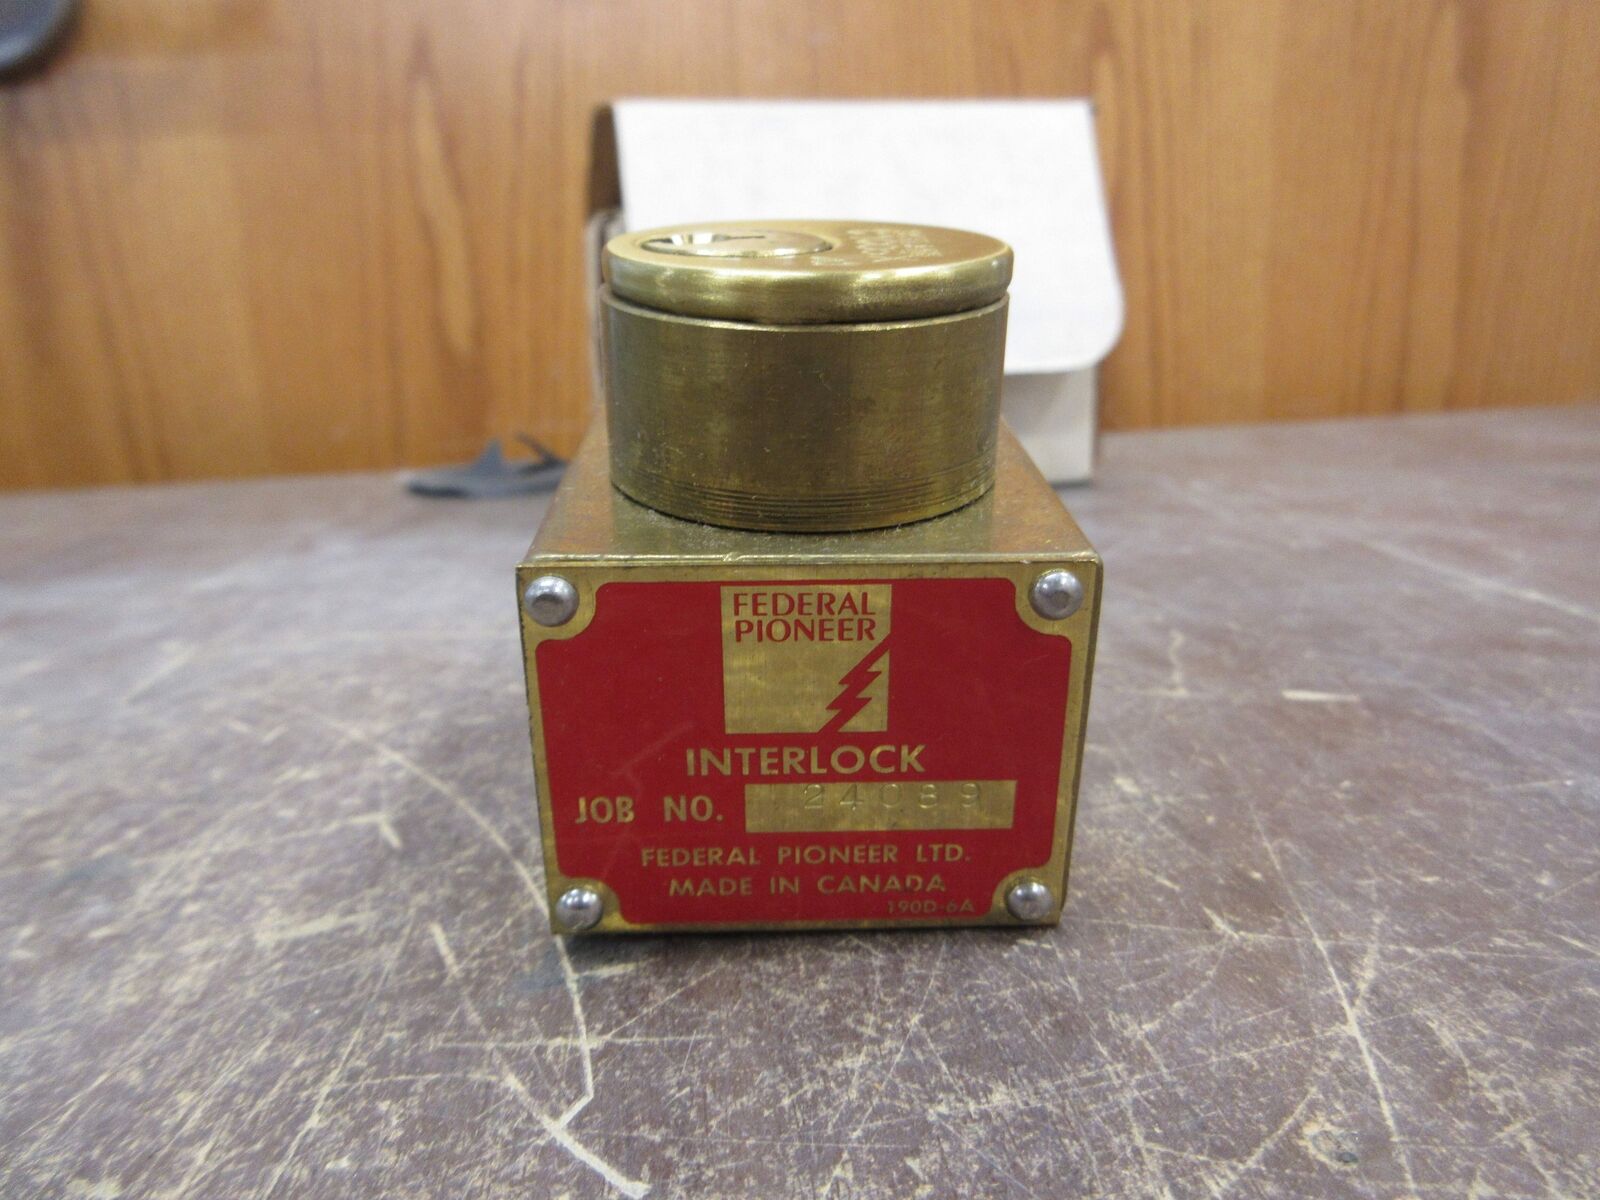 FEDERAL
PIONEER
INTERLOCK
JOB NO. 24089
FEDERAL PIONEER LTD.
MADE IN CANADA
190D-6A